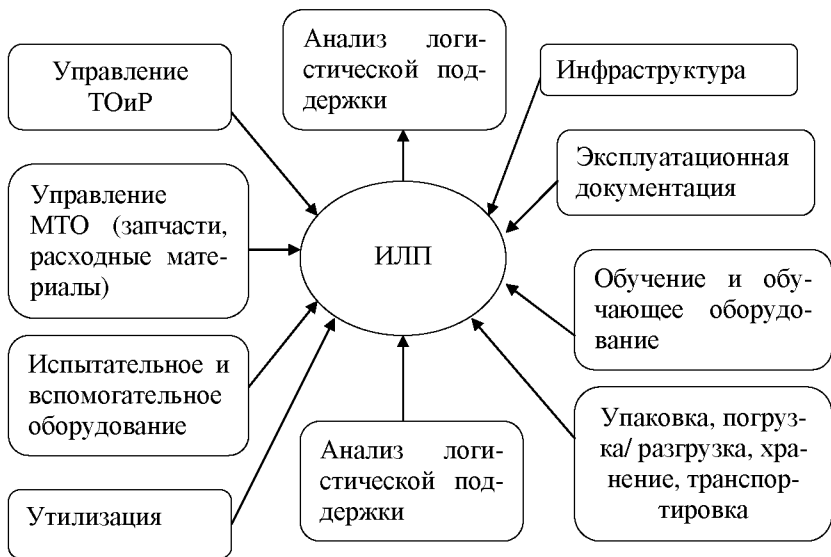 Анализ логи-
стической под-
держки
Управление
ТОиР
Инфраструктура
Эксплуатационная
документация
Управление
МТО (запчасти,
расходные мате-
риалы)
ИЛП
Обучение и обу-
чающее оборудо-
вание
Испытательное и
вспомогательное
оборудование
Анализ логи-
стической под-
держки
Упаковка, погруз-
ка/ разгрузка, хра-
нение, транспор-
тировка
Утилизация